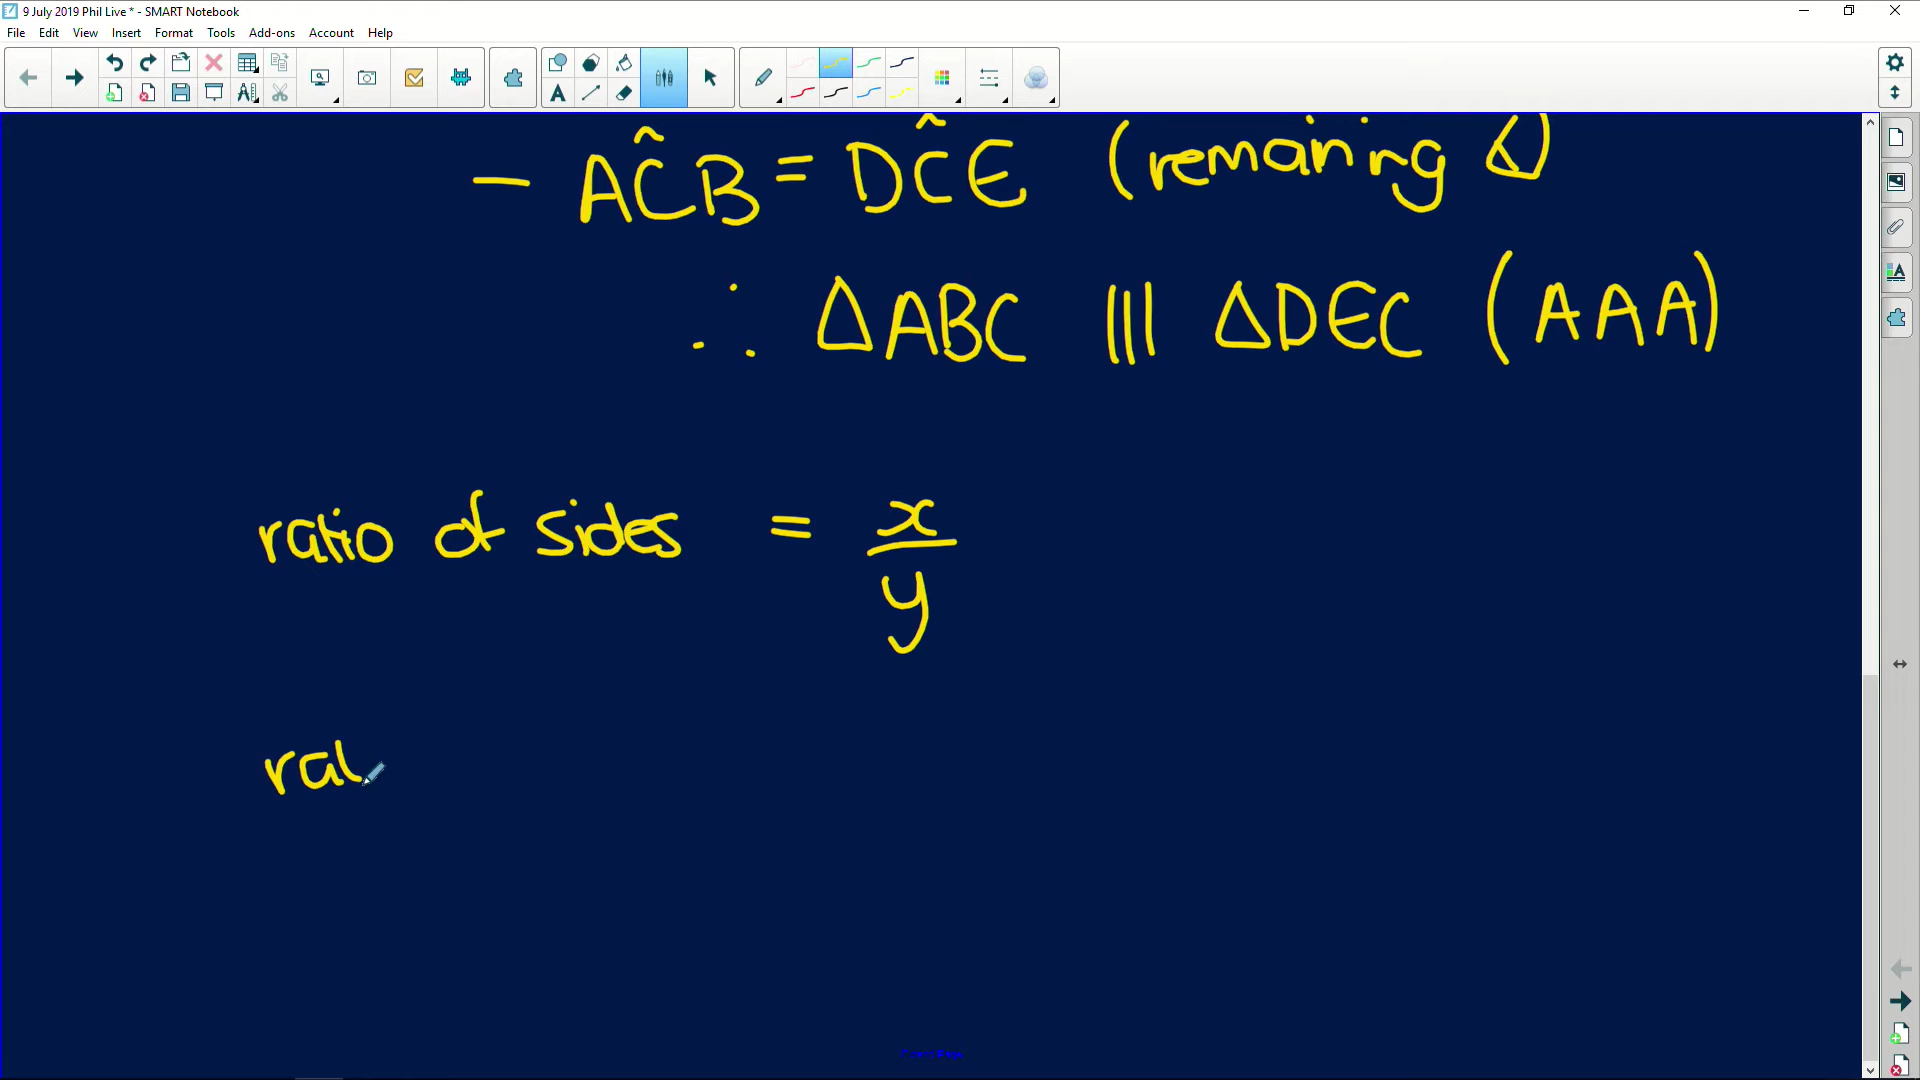 9 July 2019 Phil Live * - SMART Notebook
File Edit View Insert Format Tools Add-ons Account Help
— AĈB = DĈE (remaining ∡)
∴ ΔABC ||| ΔDEC (AAA)
ratio of sides = x/y
rat